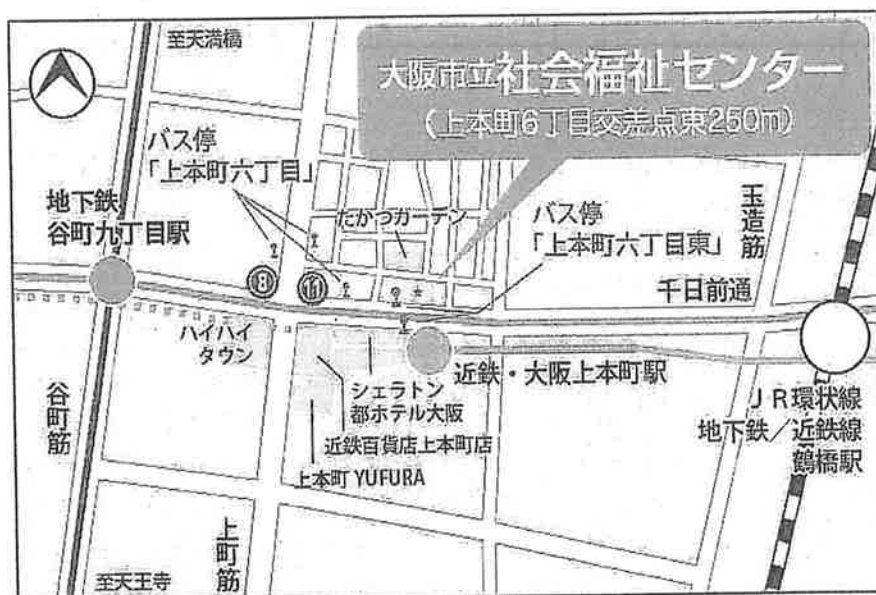 至天満橋
大阪市立社会福祉センター
(上本町6丁目交差点東250m)
バス停
「上本町六丁目」
地下鉄
谷町九丁目駅
たかつガーデン
バス停
「上本町六丁目東」
玉造筋
千日前通
⑧
⑪
ハイハイ
タウン
シェラトン
都ホテル大阪
近鉄百貨店上本町店
上本町 YUFURA
近鉄・大阪上本町駅
JR環状線
地下鉄/近鉄線
鶴橋駅
谷町筋
上町筋
至天王寺